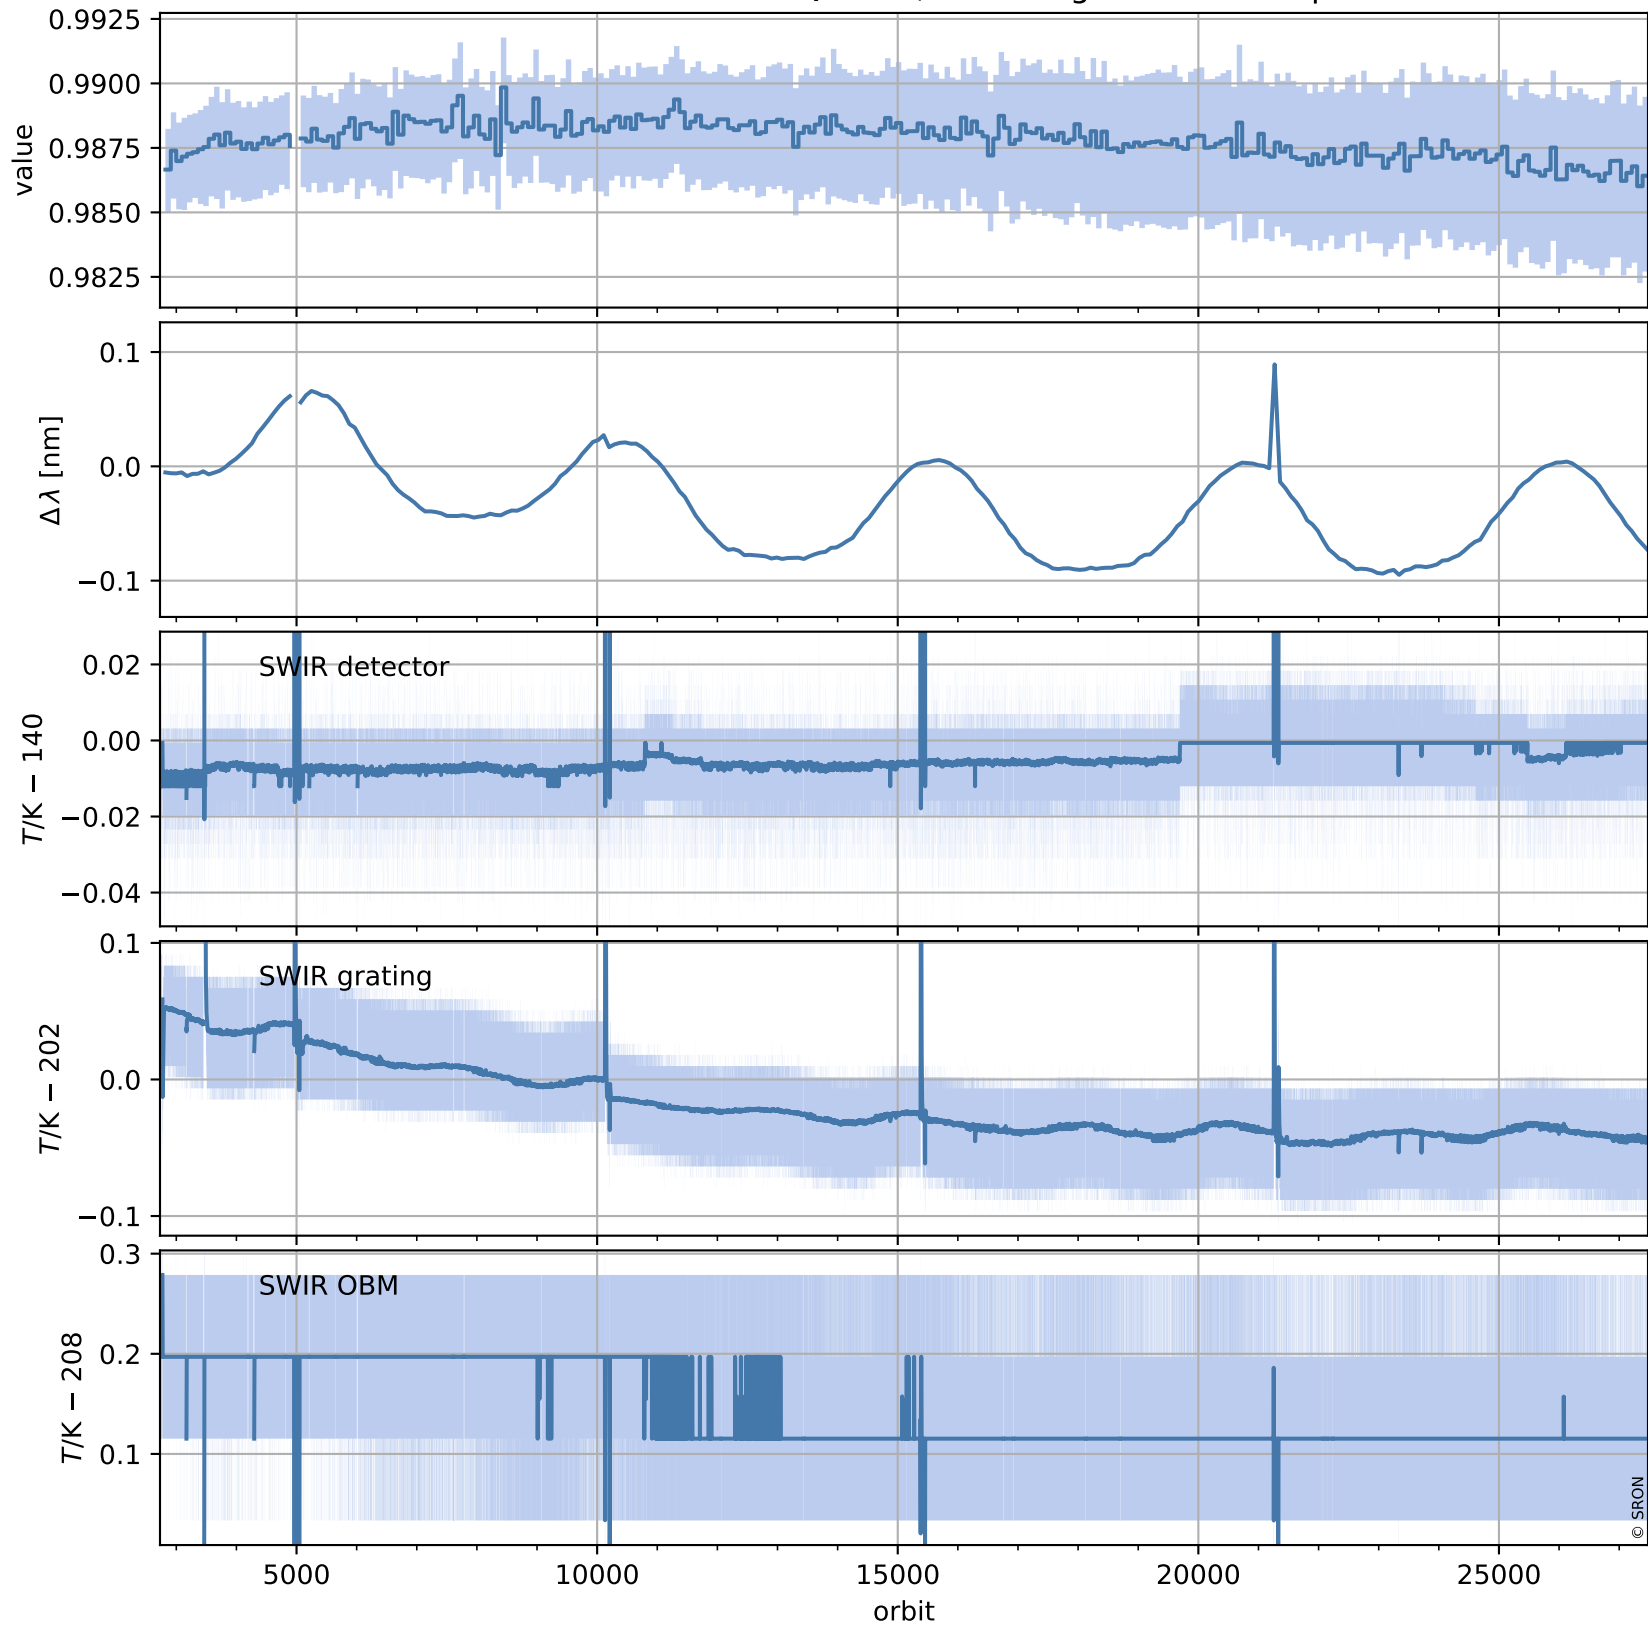 0.9925
0.9900
0.9875
0.9850
0.9825
value
0.1
0.0
−0.1
Δλ [nm]
SWIR detector
0.02
0.00
−0.02
−0.04
T/K − 140
SWIR grating
0.1
0.0
−0.1
T/K − 202
SWIR OBM
0.3
0.2
0.1
T/K − 208
© SRON
5000 10000 15000 20000 25000
orbit